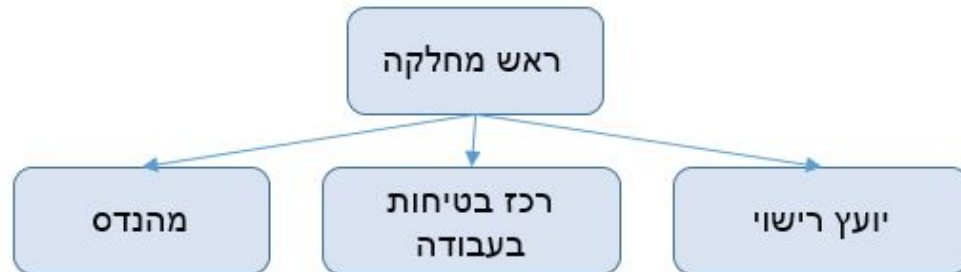 ראש מחלקה
יועץ רישוי
רכז בטיחות
בעבודה
מהנדס